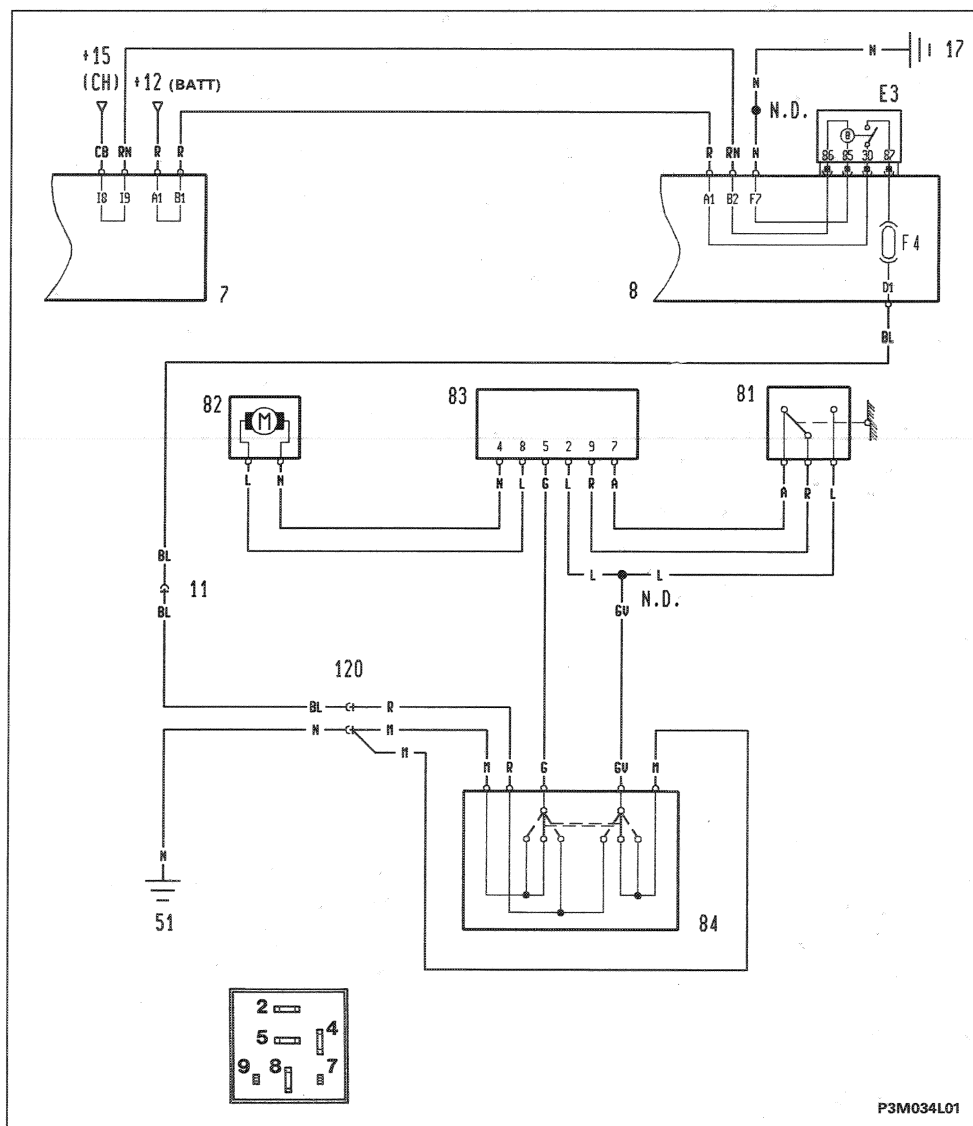 +15
(CH) +12 (BATT)
N 17
N
N.D.
E3
CB RN R R
R RN N
86 85 30 87
I8 I9 A1 B1
A1 B2 F7
F4
D1
7
8
BL
82
M
83
81
4 8 5 2 9 7
L N
N L G L R A
A R L
BL
11
BL
L L
N.D.
GV
120
BL R
N M
M
M R G GV M
N
51
84
2
5 4
9 8 7
P3M034L01